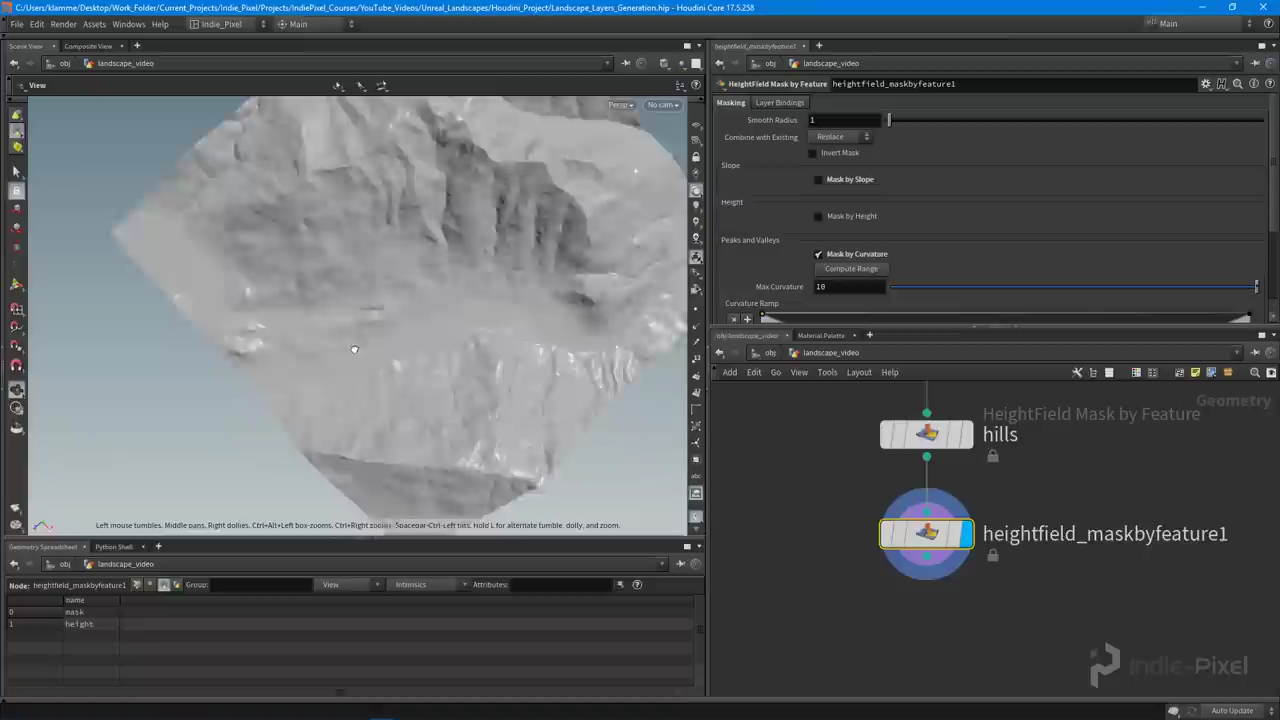 C:/Users/klamme/Desktop/Work_Folder/Current_Projects/Indie_Pixel/Projects/IndiePixel_Courses/YouTube_Videos/Unreal_Landscapes/Houdini_Project/Landscape_Layers_Generation.hip - Houdini Core 17.5.258
File Edit Render Assets Windows Help Indie_Pixel Main Main
Scene View Composite View
obj landscape_video
View
Persp No cam
Left mouse tumbles. Middle pans. Right dollies. Ctrl+Alt+Left box-zooms. Ctrl+Right zooms. Spacebar-Ctrl-Left tilts. Hold L for alternate tumble, dolly, and zoom.
Geometry Spreadsheet Python Shell
obj landscape_video
Node: heightfield_maskbyfeature1 Group: View Intrinsics Attributes:
name
0 mask
1 height
heightfield_maskbyfeature1
obj landscape_video
HeightField Mask by Feature heightfield_maskbyfeature1
Masking Layer Bindings
Smooth Radius 1
Combine with Existing Replace
Invert Mask
Slope
Mask by Slope
Height
Mask by Height
Peaks and Valleys
Mask by Curvature
Compute Range
Max Curvature 10
Curvature Ramp
obj/landscape_video Material Palette
obj landscape_video
Add Edit Go View Tools Layout Help
Geometry
HeightField Mask by Feature
hills
heightfield_maskbyfeature1
Indie-Pixel
Auto Update